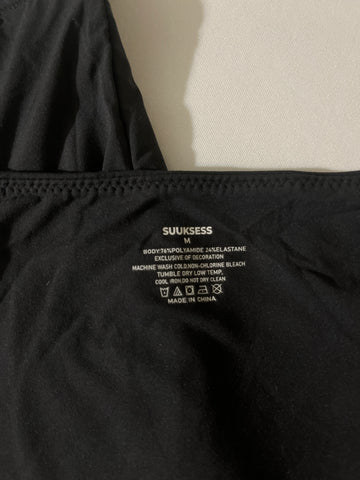 SUUKSESS
M
BODY:76%POLYAMIDE 24%ELASTANE
EXCLUSIVE OF DECORATION
MACHINE WASH COLD,NON-CHLORINE BLEACH
TUMBLE DRY LOW TEMP.
COOL IRON,DO NOT DRY CLEAN
MADE IN CHINA